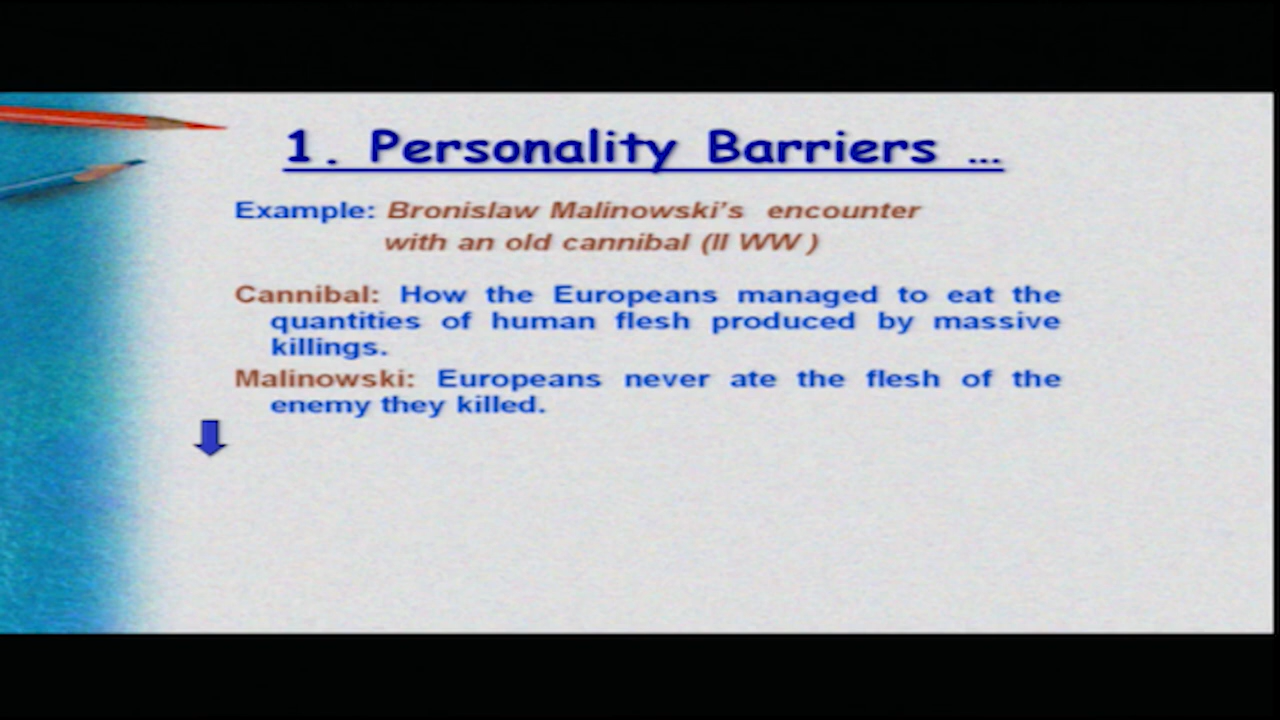 1. Personality Barriers ...
Example: Bronislaw Malinowski's encounter
with an old cannibal (II WW )
Cannibal: How the Europeans managed to eat the
quantities of human flesh produced by massive
killings.
Malinowski: Europeans never ate the flesh of the
enemy they killed.